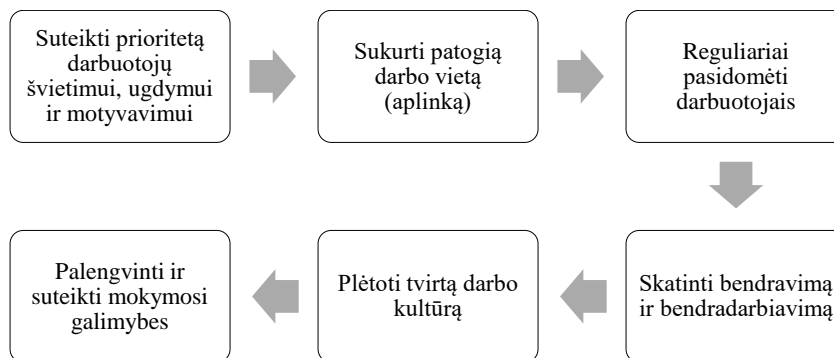 Suteikti prioritetą
darbuotojų
švietimui, ugdymui
ir motyvavimui
Sukurti patogią
darbo vietą
(aplinką)
Reguliariai
pasidomėti
darbuotojais
Skatinti bendravimą
ir bendradarbiavimą
Plėtoti tvirtą darbo
kultūrą
Palengvinti ir
suteikti mokymosi
galimybes